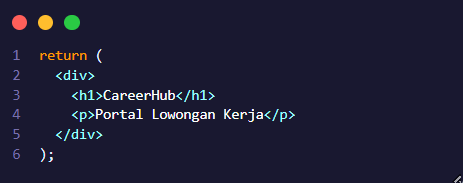 1 return (
2   <div>
3     <h1>CareerHub</h1>
4     <p>Portal Lowongan Kerja</p>
5   </div>
6 );